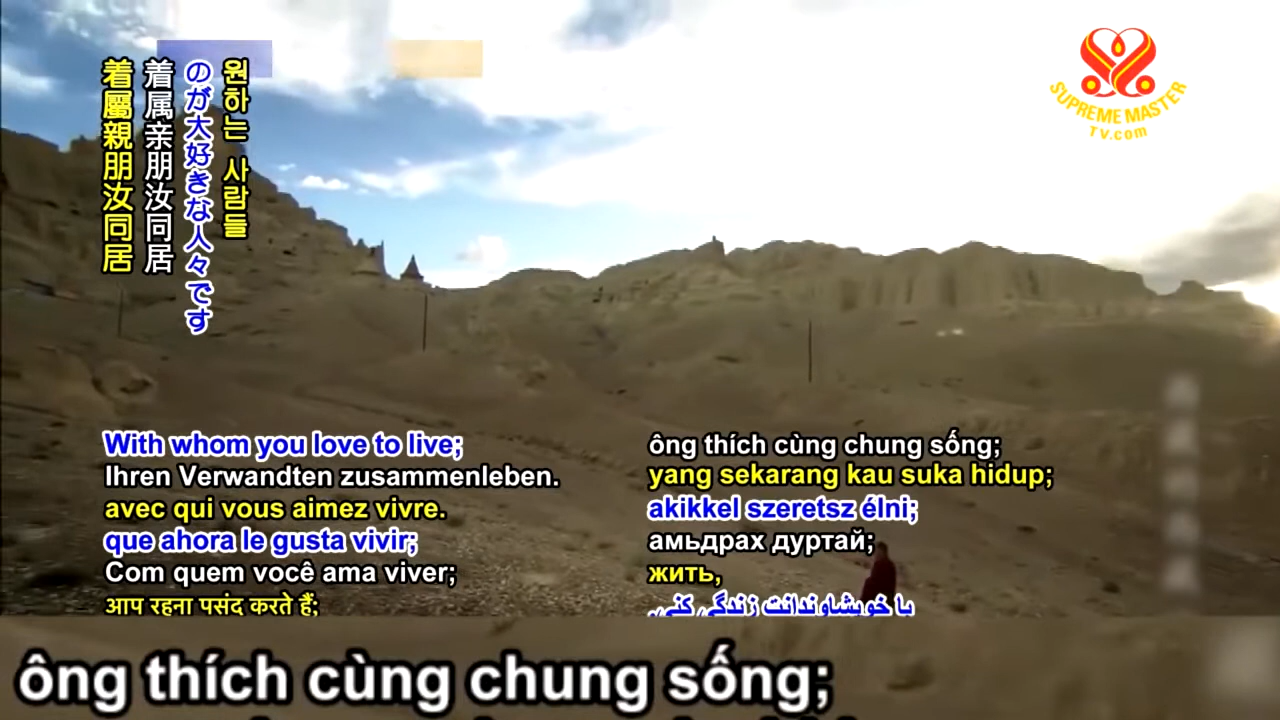 着屬親朋汝同居
着属亲朋汝同居
のが大好きな人々です
원하는 사람들
SUPREME MASTER
TV.com
With whom you love to live;
Ihren Verwandten zusammenleben.
avec qui vous aimez vivre.
que ahora le gusta vivir;
Com quem você ama viver;
आप रहना पसंद करते हैं;
ông thích cùng chung sống;
yang sekarang kau suka hidup;
akikkel szeretsz élni;
амьдрах дуртай;
жить,
با خویشاوندانت زندگی کنی.
ông thích cùng chung sống;